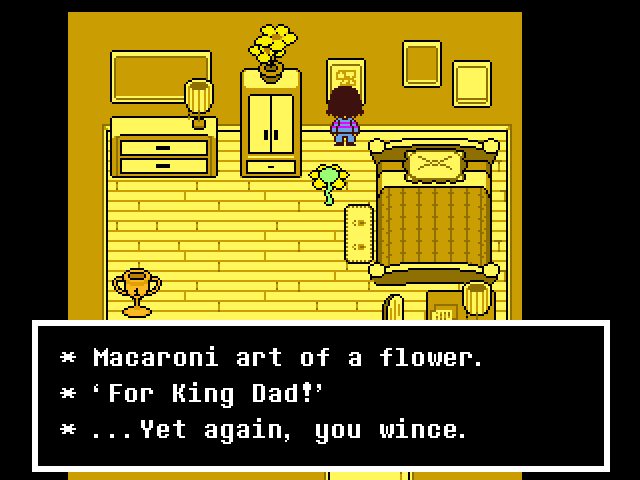 * Macaroni art of a flower.
* ‘For King Dad!’
* ...Yet again, you wince.